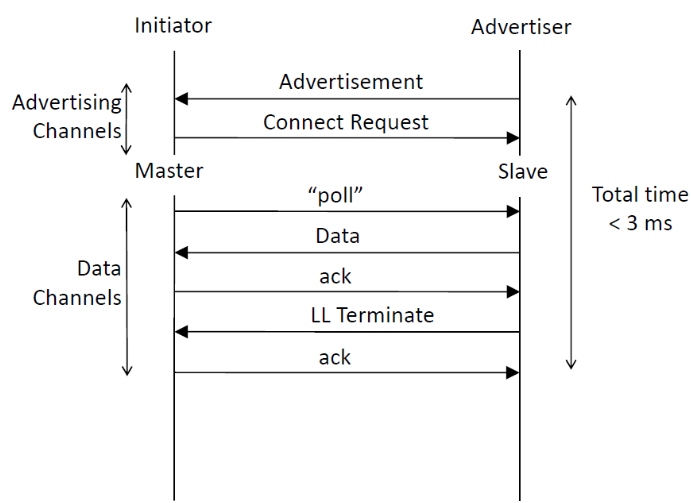 Initiator
Advertiser
Advertisement
Advertising
Channels
Connect Request
Master
Slave
“poll”
Total time
< 3 ms
Data
Data
Channels
ack
LL Terminate
ack